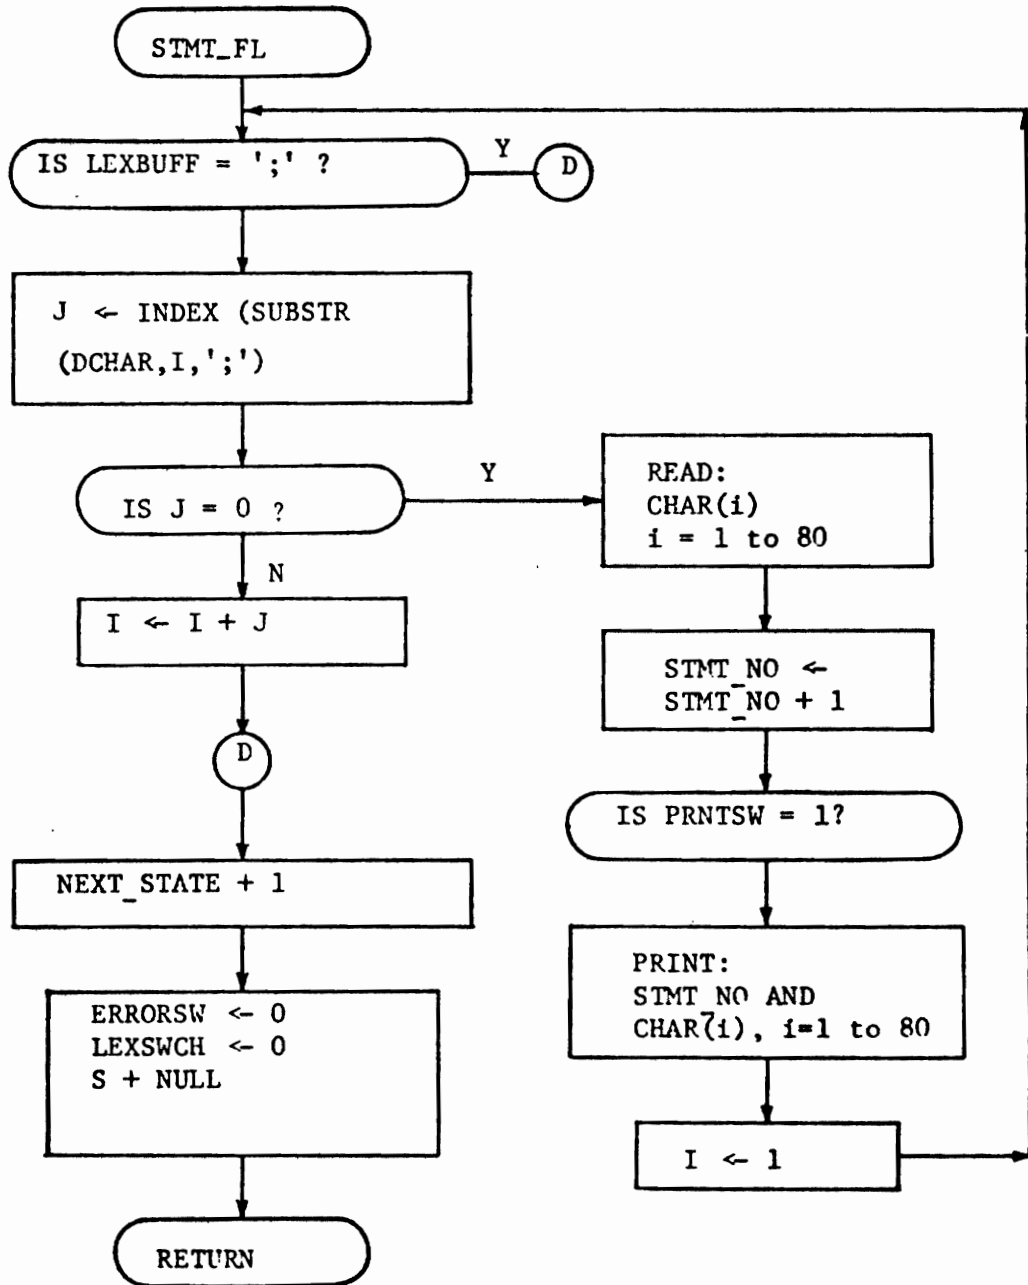 STMT_FL
IS LEXBUFF = ';' ?
Y
D
J ← INDEX (SUBSTR
(DCHAR,I,';')
IS J = 0 ?
Y
N
I ← I + J
D
NEXT_STATE + 1
ERRORSW ← 0
LEXSWCH ← 0
S + NULL
RETURN
READ:
CHAR(i)
i = 1 to 80
STMT_NO ←
STMT_NO + 1
IS PRNTSW = 1?
PRINT:
STMT_NO AND
CHAR(i), i=1 to 80
I ← 1